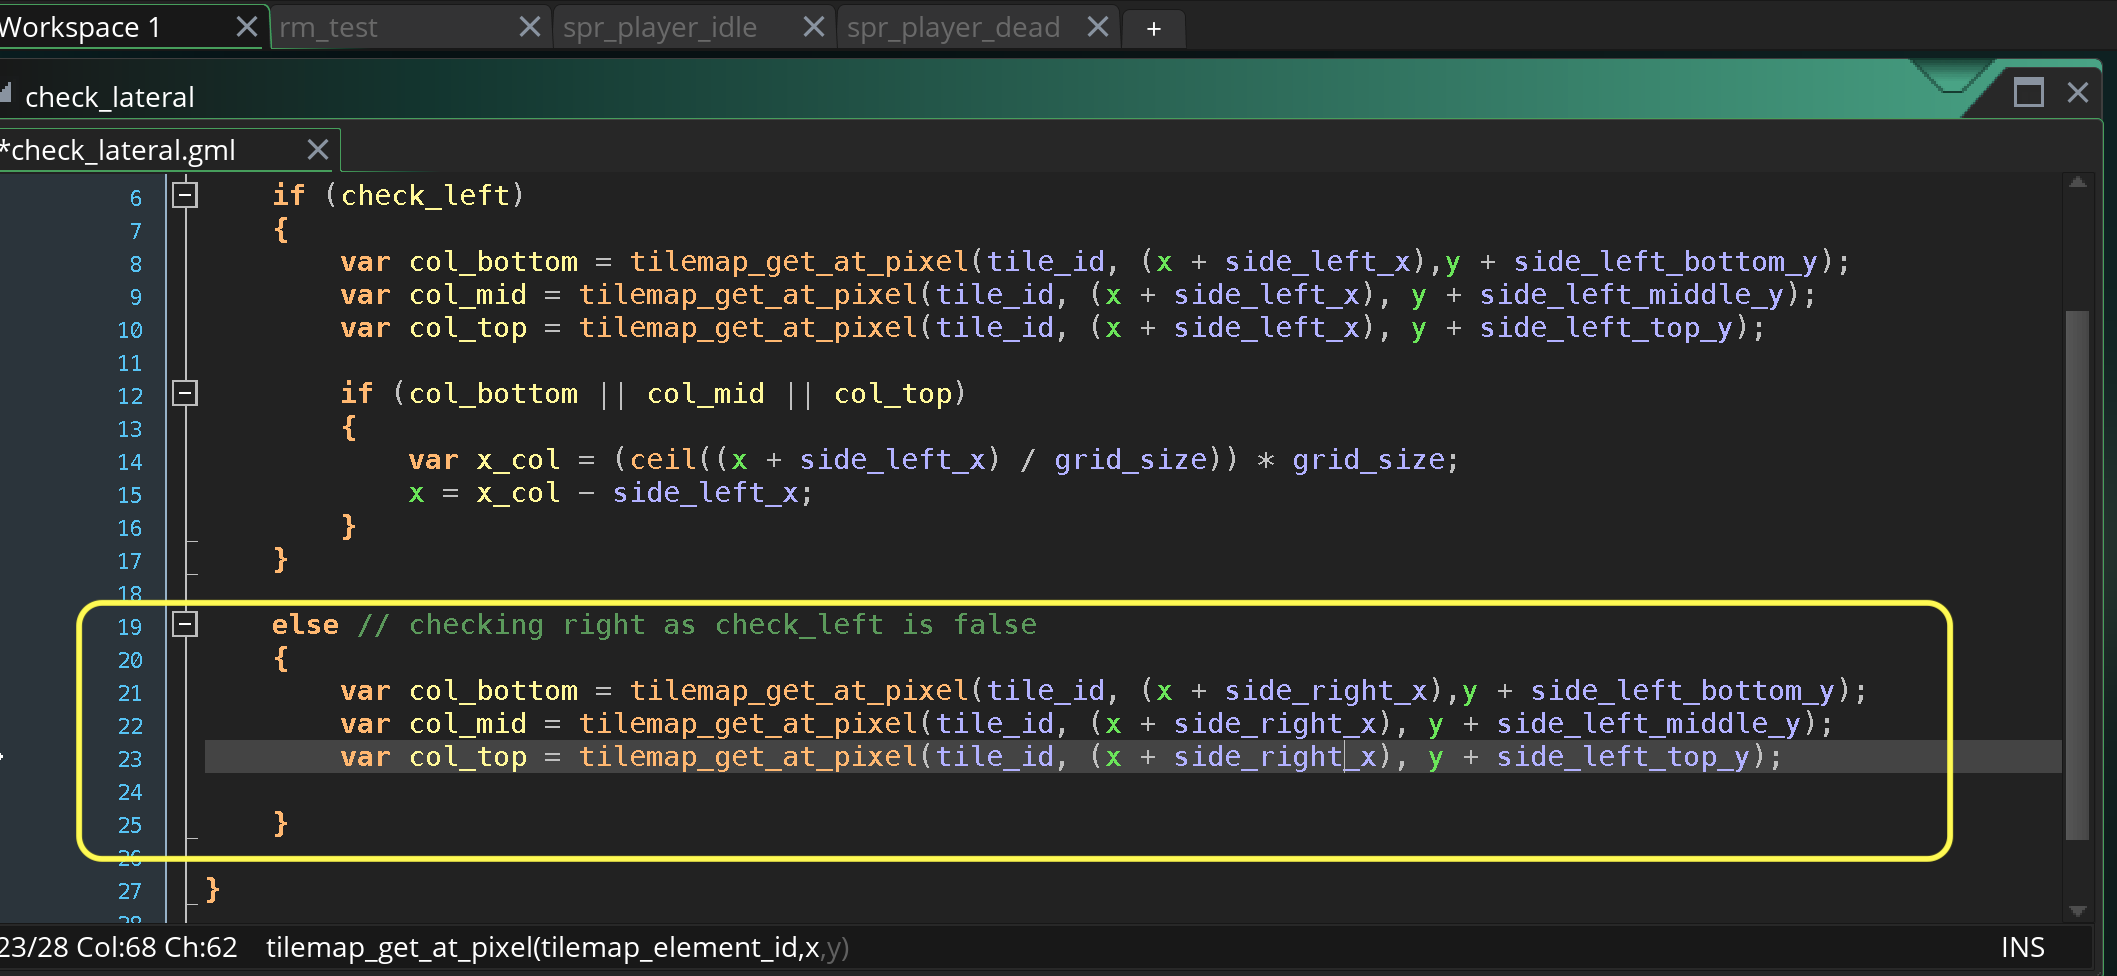 Workspace 1 rm_test spr_player_idle spr_player_dead +
check_lateral
*check_lateral.gml
6 if (check_left)
7 {
8 var col_bottom = tilemap_get_at_pixel(tile_id, (x + side_left_x),y + side_left_bottom_y);
9 var col_mid = tilemap_get_at_pixel(tile_id, (x + side_left_x), y + side_left_middle_y);
10 var col_top = tilemap_get_at_pixel(tile_id, (x + side_left_x), y + side_left_top_y);
11
12 if (col_bottom || col_mid || col_top)
13 {
14 var x_col = (ceil((x + side_left_x) / grid_size)) * grid_size;
15 x = x_col - side_left_x;
16 }
17 }
18
19 else // checking right as check_left is false
20 {
21 var col_bottom = tilemap_get_at_pixel(tile_id, (x + side_right_x),y + side_left_bottom_y);
22 var col_mid = tilemap_get_at_pixel(tile_id, (x + side_right_x), y + side_left_middle_y);
23 var col_top = tilemap_get_at_pixel(tile_id, (x + side_right_x), y + side_left_top_y);
24
25 }
26
27 }
28
23/28 Col:68 Ch:62 tilemap_get_at_pixel(tilemap_element_id,x,y) INS